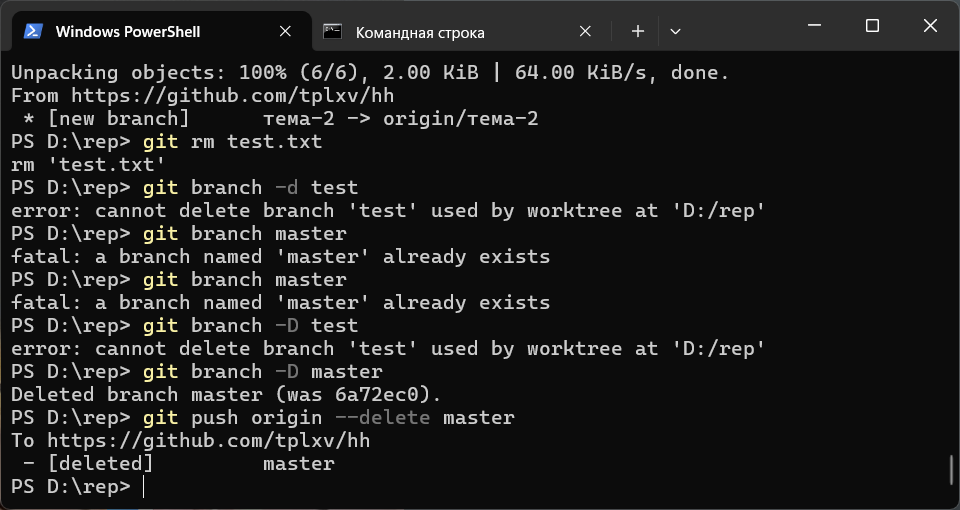 Windows PowerShell
Командная строка
Unpacking objects: 100% (6/6), 2.00 KiB | 64.00 KiB/s, done.
From https://github.com/tplxv/hh
 * [new branch]      тема-2 -> origin/тема-2
PS D:\rep> git rm test.txt
rm 'test.txt'
PS D:\rep> git branch -d test
error: cannot delete branch 'test' used by worktree at 'D:/rep'
PS D:\rep> git branch master
fatal: a branch named 'master' already exists
PS D:\rep> git branch master
fatal: a branch named 'master' already exists
PS D:\rep> git branch -D test
error: cannot delete branch 'test' used by worktree at 'D:/rep'
PS D:\rep> git branch -D master
Deleted branch master (was 6a72ec0).
PS D:\rep> git push origin --delete master
To https://github.com/tplxv/hh
 - [deleted]         master
PS D:\rep>